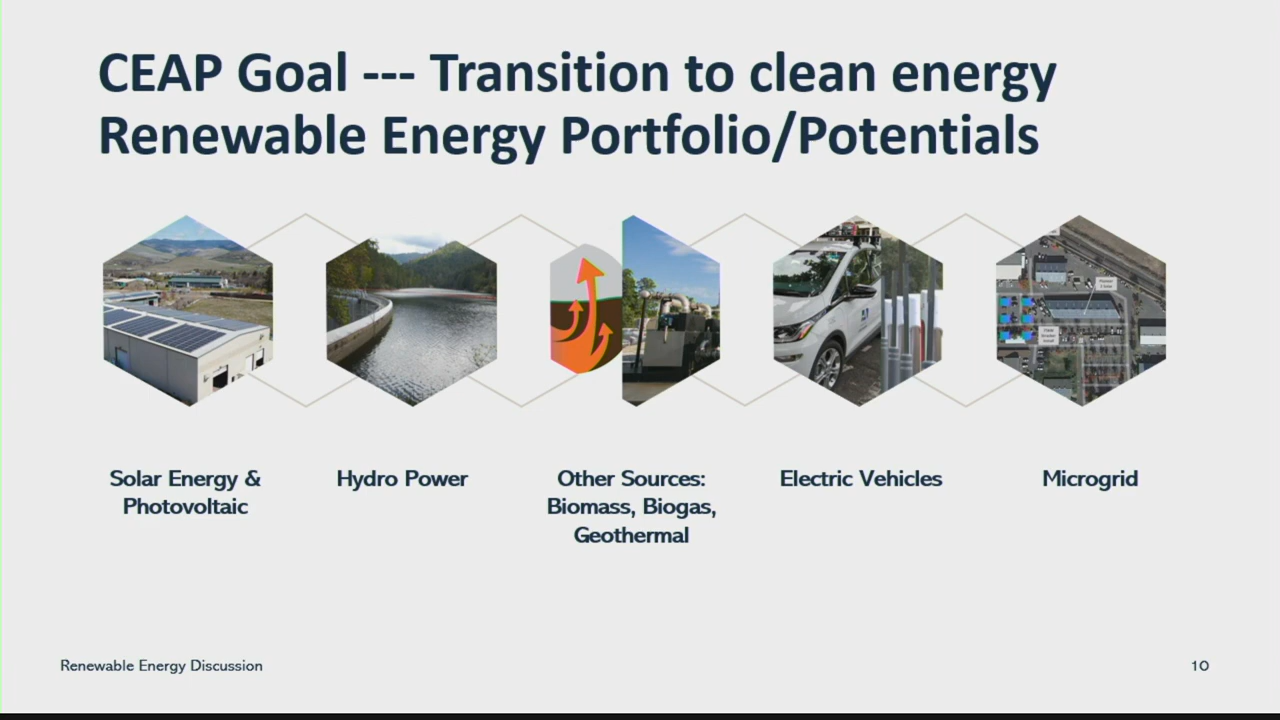 CEAP Goal --- Transition to clean energy
Renewable Energy Portfolio/Potentials
Solar Energy &
Photovoltaic
Hydro Power
Other Sources:
Biomass, Biogas,
Geothermal
Electric Vehicles
Microgrid
Renewable Energy Discussion
10